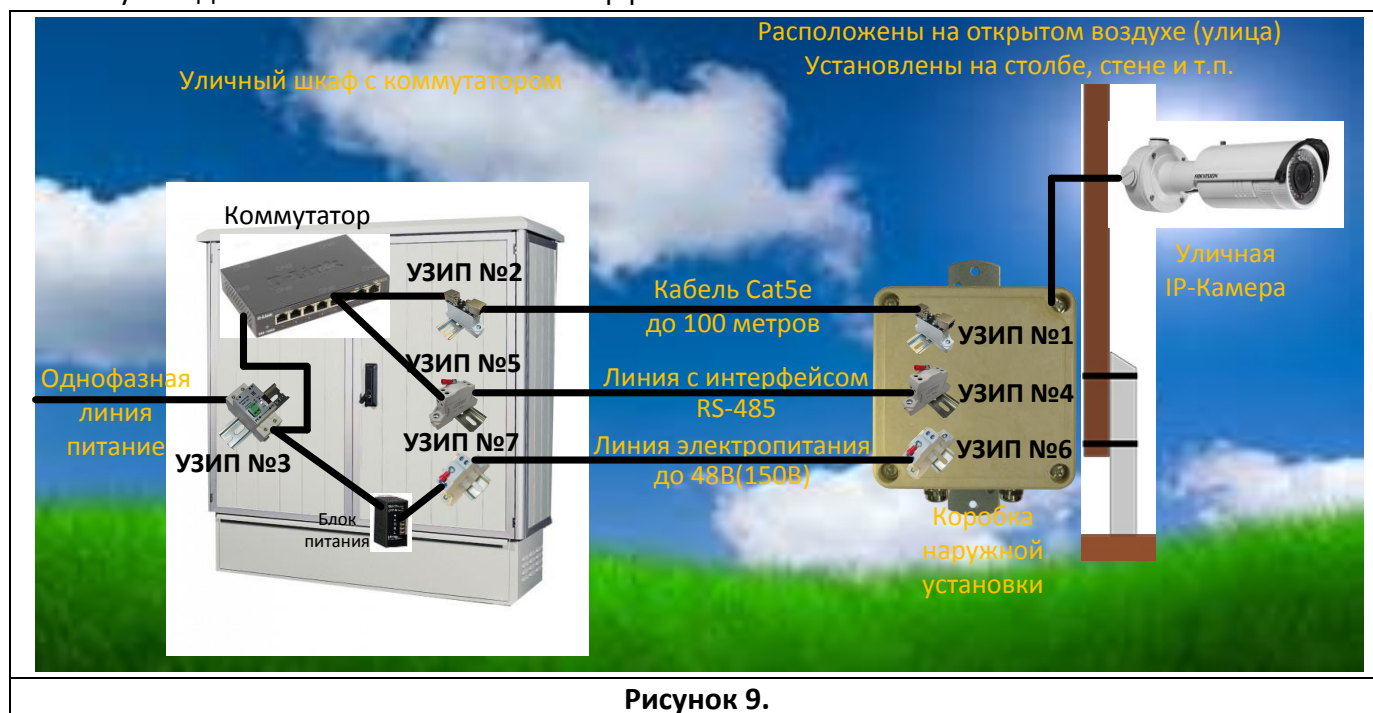 Расположены на открытом воздухе (улица)
Установлены на столбе, стене и т.п.
Уличный шкаф с коммутатором
Коммутатор
УЗИП №2
Кабель Cat5e
до 100 метров
УЗИП №1
Уличная
IP-Камера
HIKVISION
D-Link
УЗИП №5
Линия с интерфейсом
RS-485
УЗИП №4
Однофазная
линия
питание
УЗИП №3
УЗИП №7
Линия электропитания
до 48В(150В)
УЗИП №6
Блок
питания
Коробка
наружной
установки
Рисунок 9.